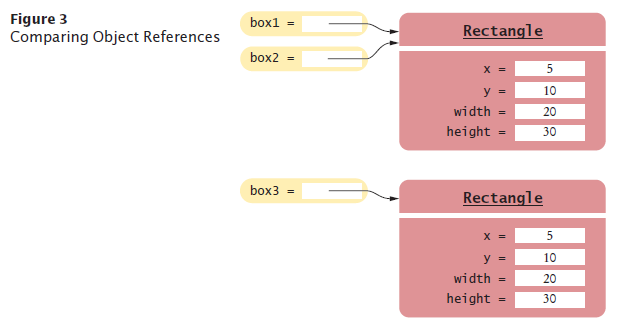 Figure 3
Comparing Object References
box1 =
box2 =
Rectangle
x = 5
y = 10
width = 20
height = 30
box3 =
Rectangle
x = 5
y = 10
width = 20
height = 30